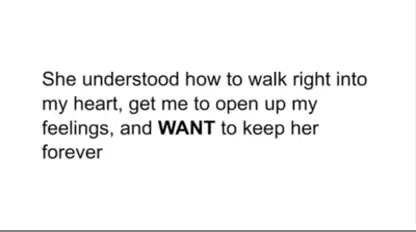 She understood how to walk right into
my heart, get me to open up my
feelings, and WANT to keep her
forever